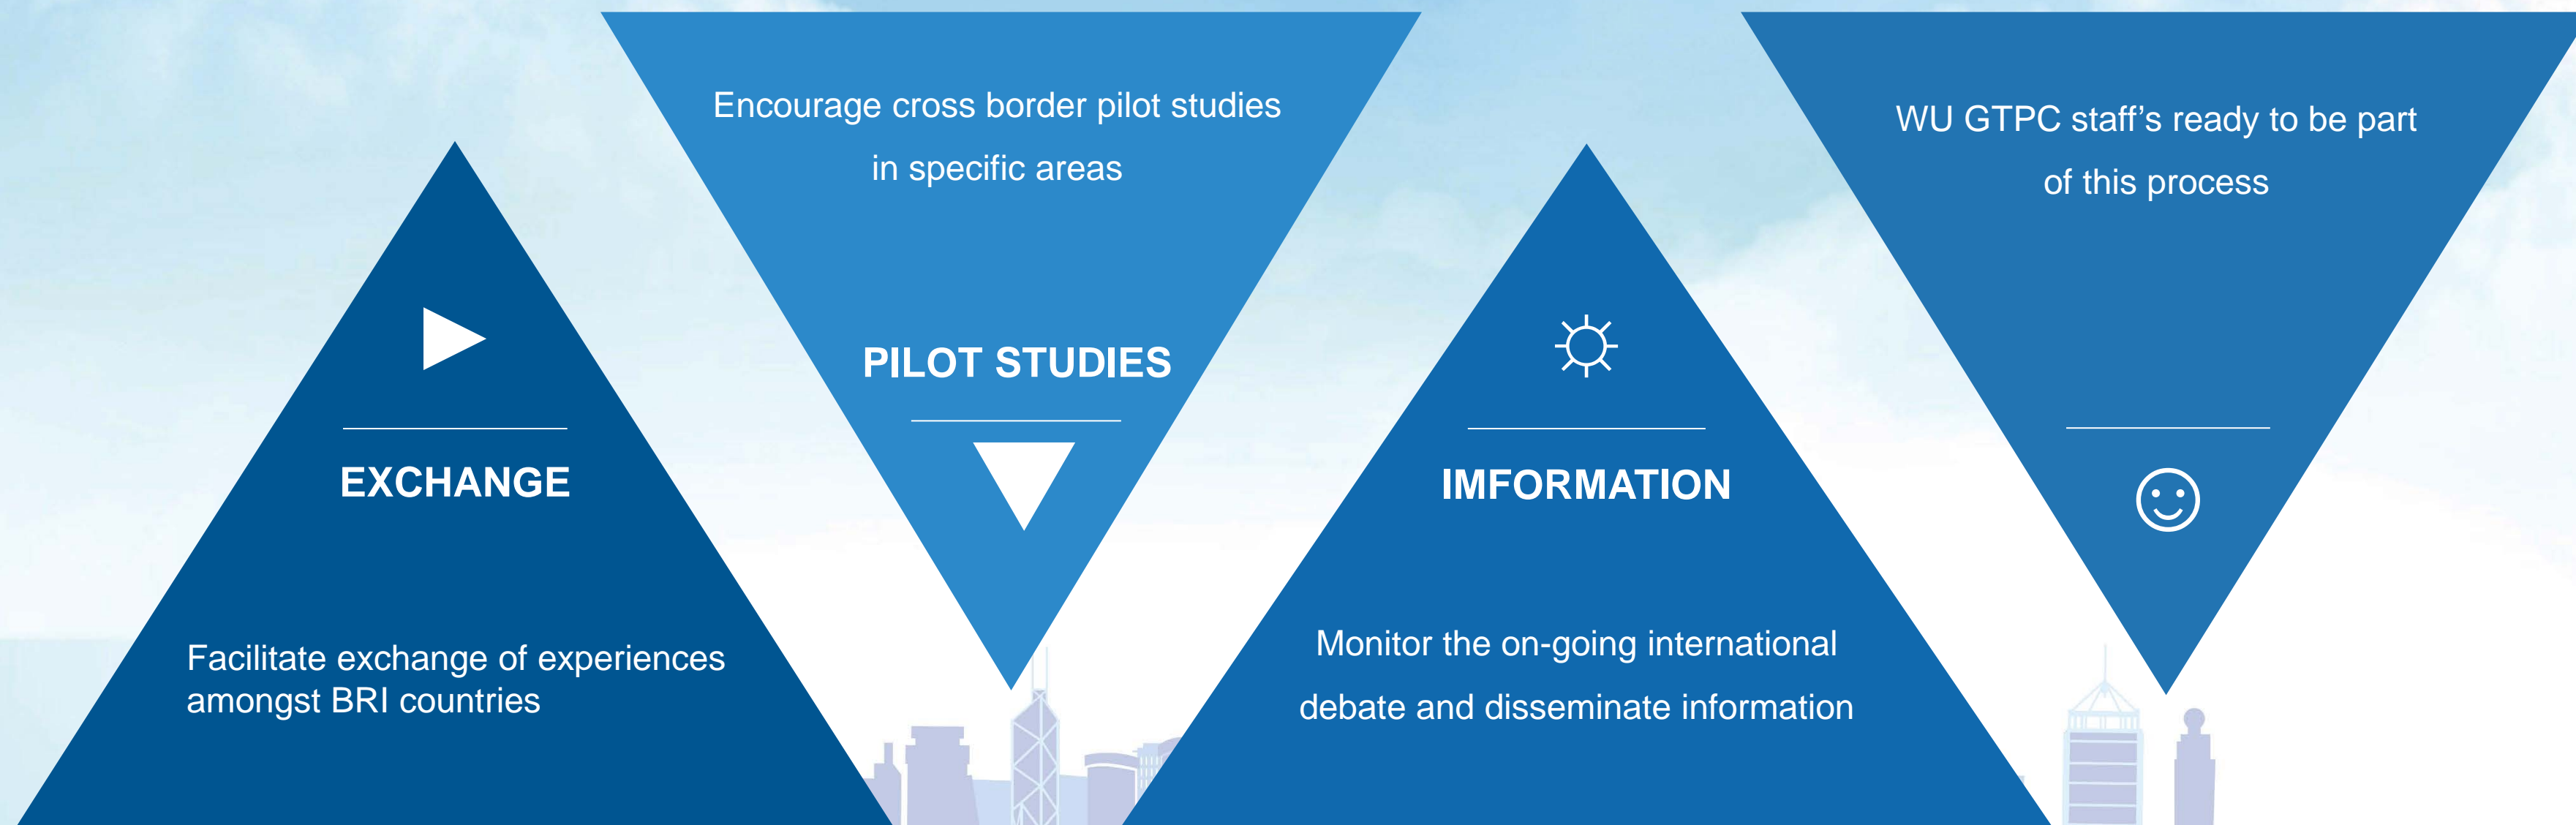 EXCHANGE
Facilitate exchange of experiences
amongst BRI countries
Encourage cross border pilot studies
in specific areas
PILOT STUDIES
IMFORMATION
Monitor the on-going international
debate and disseminate information
WU GTPC staff’s ready to be part
of this process